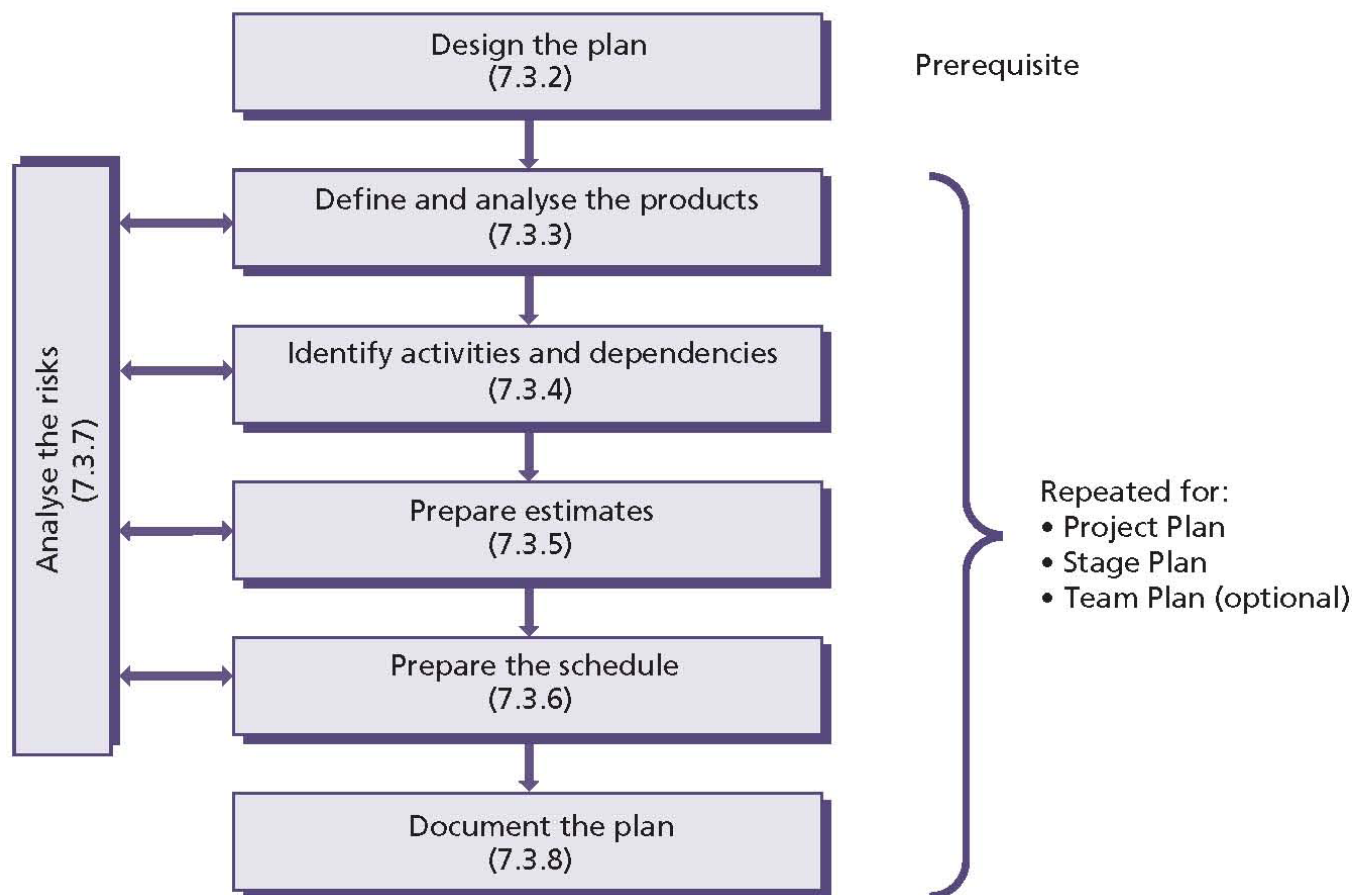 Design the plan
(7.3.2)
Prerequisite
Define and analyse the products
(7.3.3)
Identify activities and dependencies
(7.3.4)
Analyse the risks
(7.3.7)
Prepare estimates
(7.3.5)
Repeated for:
• Project Plan
• Stage Plan
• Team Plan (optional)
Prepare the schedule
(7.3.6)
Document the plan
(7.3.8)